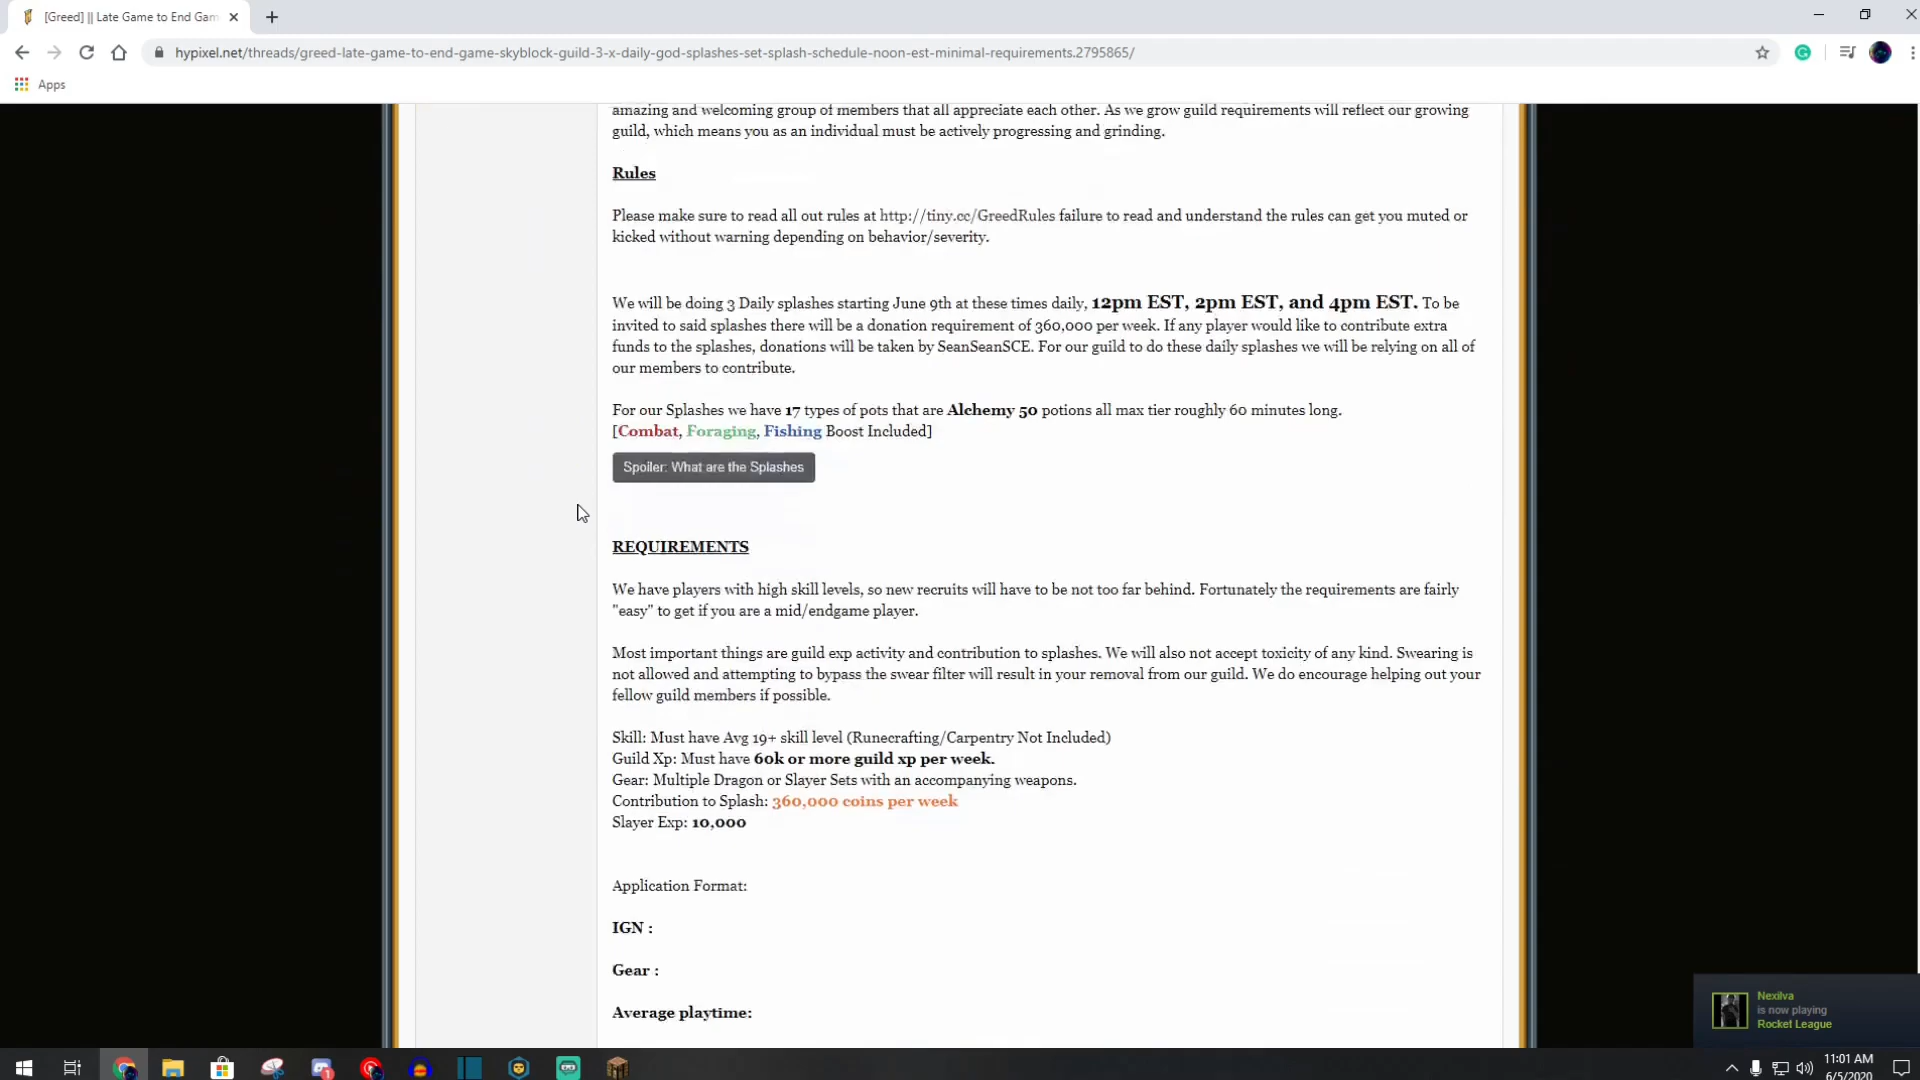 [Greed] || Late Game to End Gam
hypixel.net/threads/greed-late-game-to-end-game-skyblock-guild-3-x-daily-god-splashes-set-splash-schedule-noon-est-minimal-requirements.2795865/
Apps
amazing and welcoming group of members that all appreciate each other. As we grow guild requirements will reflect our growing
guild, which means you as an individual must be actively progressing and grinding.
Rules
Please make sure to read all out rules at http://tiny.cc/GreedRules failure to read and understand the rules can get you muted or
kicked without warning depending on behavior/severity.
We will be doing 3 Daily splashes starting June 9th at these times daily, 12pm EST, 2pm EST, and 4pm EST. To be
invited to said splashes there will be a donation requirement of 360,000 per week. If any player would like to contribute extra
funds to the splashes, donations will be taken by SeanSeanSCE. For our guild to do these daily splashes we will be relying on all of
our members to contribute.
For our Splashes we have 17 types of pots that are Alchemy 50 potions all max tier roughly 60 minutes long.
[Combat, Foraging, Fishing Boost Included]
Spoiler: What are the Splashes
REQUIREMENTS
We have players with high skill levels, so new recruits will have to be not too far behind. Fortunately the requirements are fairly
"easy" to get if you are a mid/endgame player.
Most important things are guild exp activity and contribution to splashes. We will also not accept toxicity of any kind. Swearing is
not allowed and attempting to bypass the swear filter will result in your removal from our guild. We do encourage helping out your
fellow guild members if possible.
Skill: Must have Avg 19+ skill level (Runecrafting/Carpentry Not Included)
Guild Xp: Must have 60k or more guild xp per week.
Gear: Multiple Dragon or Slayer Sets with an accompanying weapons.
Contribution to Splash: 360,000 coins per week
Slayer Exp: 10,000
Application Format:
IGN :
Gear :
Average playtime:
Nexilva
is now playing
Rocket League
11:01 AM
6/5/2020